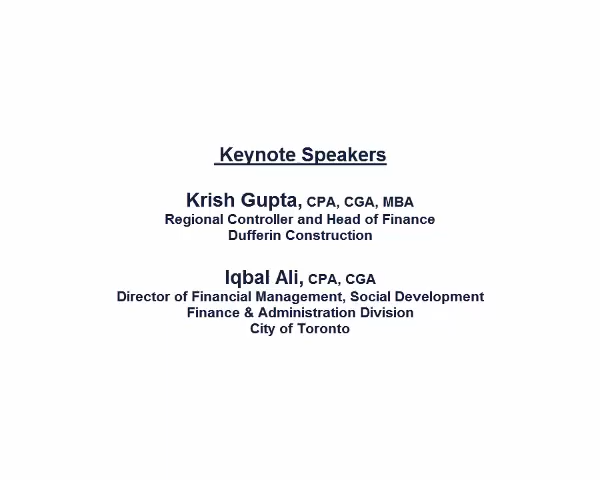 Keynote Speakers
Krish Gupta, CPA, CGA, MBA
Regional Controller and Head of Finance
Dufferin Construction
Iqbal Ali, CPA, CGA
Director of Financial Management, Social Development
Finance & Administration Division
City of Toronto